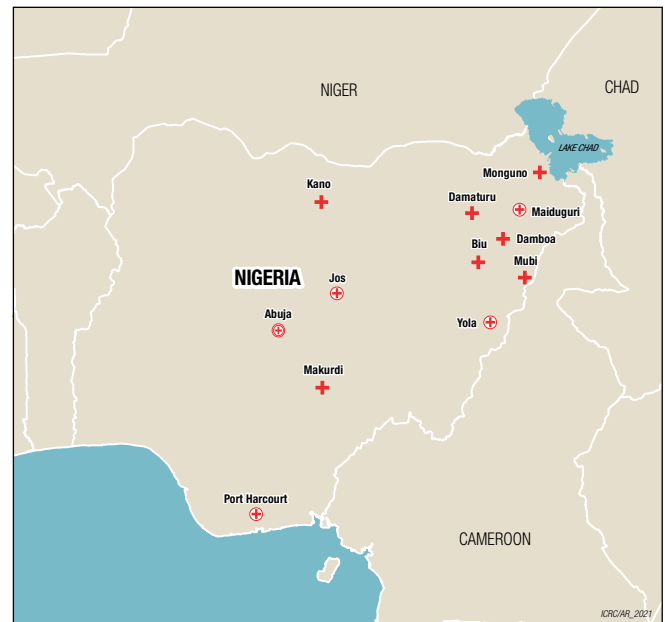 NIGER
CHAD
LAKE CHAD
Monguno
Kano
Damaturu
Maiduguri
Damboa
Biu
Mubi
NIGERIA
Jos
Abuja
Yola
Makurdi
Port Harcourt
CAMEROON
ICRC/AR_2021